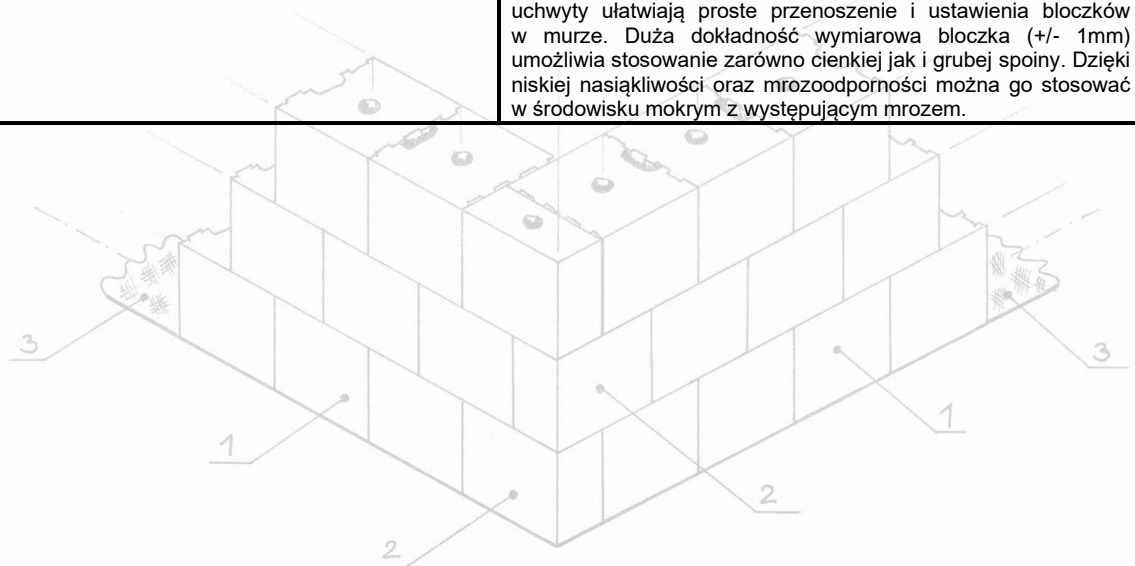 uchwyty ułatwiają proste przenoszenie i ustawienia bloczków
w murze. Duża dokładność wymiarowa bloczka (+/- 1mm)
umożliwia stosowanie zarówno cienkiej jak i grubej spoiny. Dzięki
niskiej nasiąkliwości oraz mrozoodporności można go stosować
w środowisku mokrym z występującym mrozem.
3
3
1
1
2
2